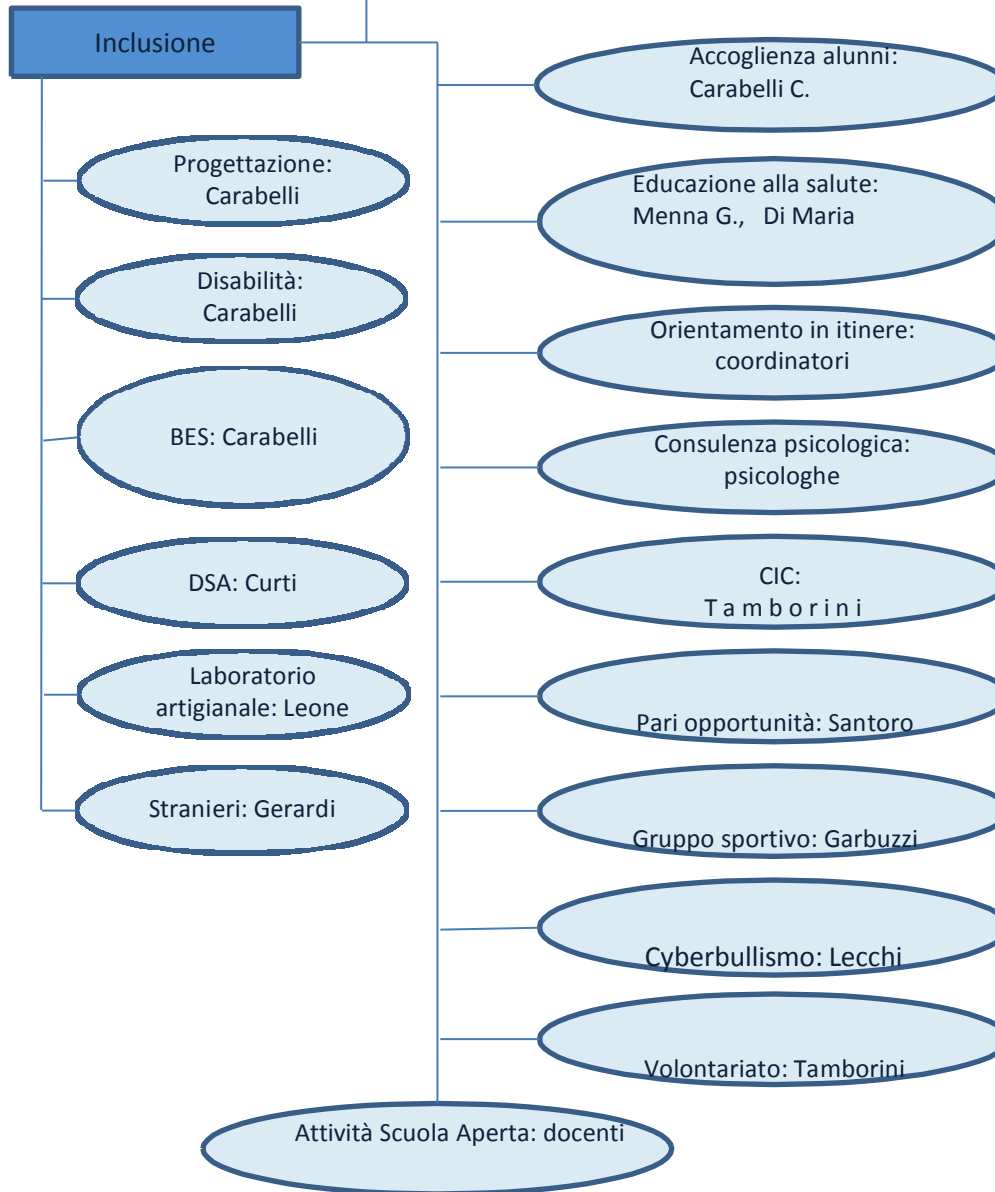 Inclusione
Progettazione:
Carabelli
Disabilità:
Carabelli
BES: Carabelli
DSA: Curti
Laboratorio
artigianale: Leone
Stranieri: Gerardi
Accoglienza alunni:
Carabelli C.
Educazione alla salute:
Menna G., Di Maria
Orientamento in itinere:
coordinatori
Consulenza psicologica:
psicologhe
CIC:
T a m b o r i n i
Pari opportunità: Santoro
Gruppo sportivo: Garbuzzi
Cyberbullismo: Lecchi
Volontariato: Tamborini
Attività Scuola Aperta: docenti